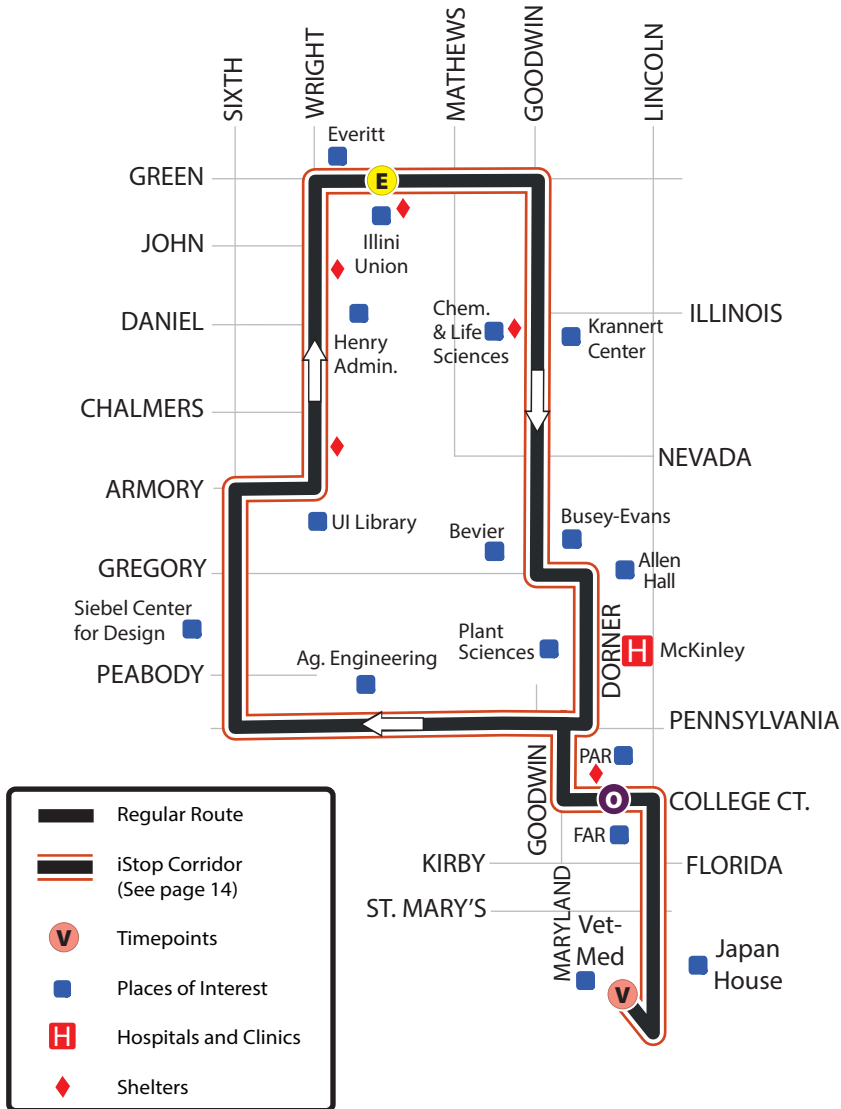 SIXTH
WRIGHT
MATHEWS
GOODWIN
LINCOLN
Everitt
GREEN
E
JOHN
Illini
Union
DANIEL
Henry
Admin.
Chem.
& Life
Sciences
Krannert
Center
ILLINOIS
CHALMERS
NEVADA
ARMORY
UI Library
Bevier
Busey-Evans
Allen
Hall
GREGORY
Siebel Center
for Design
Ag. Engineering
Plant
Sciences
DORNER
H
McKinley
PEABODY
PENNSYLVANIA
PAR
GOODWIN
O
COLLEGE CT.
FAR
KIRBY
FLORIDA
ST. MARY'S
MARYLAND
Vet-
Med
V
Japan
House
Regular Route
iStop Corridor
(See page 14)
V
Timepoints
Places of Interest
H
Hospitals and Clinics
Shelters